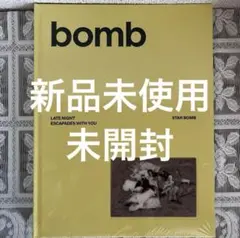 bomb
新品未使用
LATE NIGHT
ESCAPADES WITH YOU
STAR BOMB
未開封